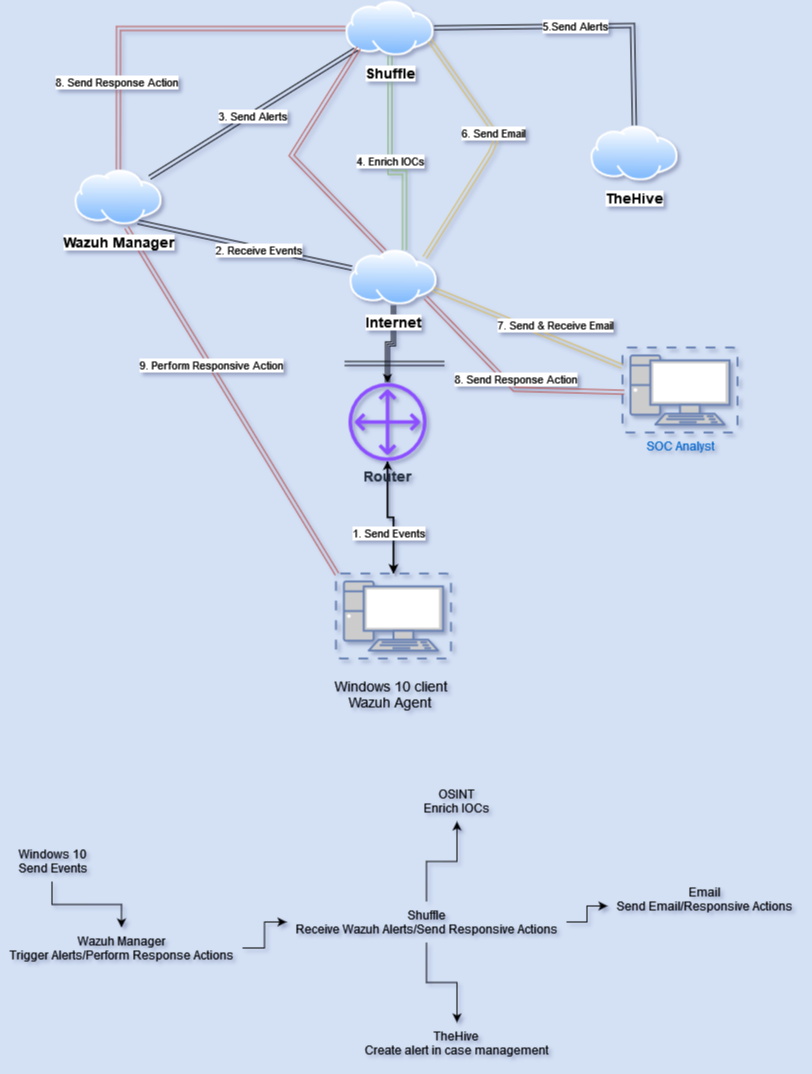 Shuffle
5.Send Alerts
8. Send Response Action
3. Send Alerts
6. Send Email
4. Enrich IOCs
TheHive
Wazuh Manager
2. Receive Events
Internet
7. Send & Receive Email
9. Perform Responsive Action
8. Send Response Action
SOC Analyst
Router
1. Send Events
Windows 10 client
Wazuh Agent
OSINT
Enrich IOCs
Windows 10
Send Events
Email
Send Email/Responsive Actions
Shuffle
Receive Wazuh Alerts/Send Responsive Actions
Wazuh Manager
Trigger Alerts/Perform Response Actions
TheHive
Create alert in case management